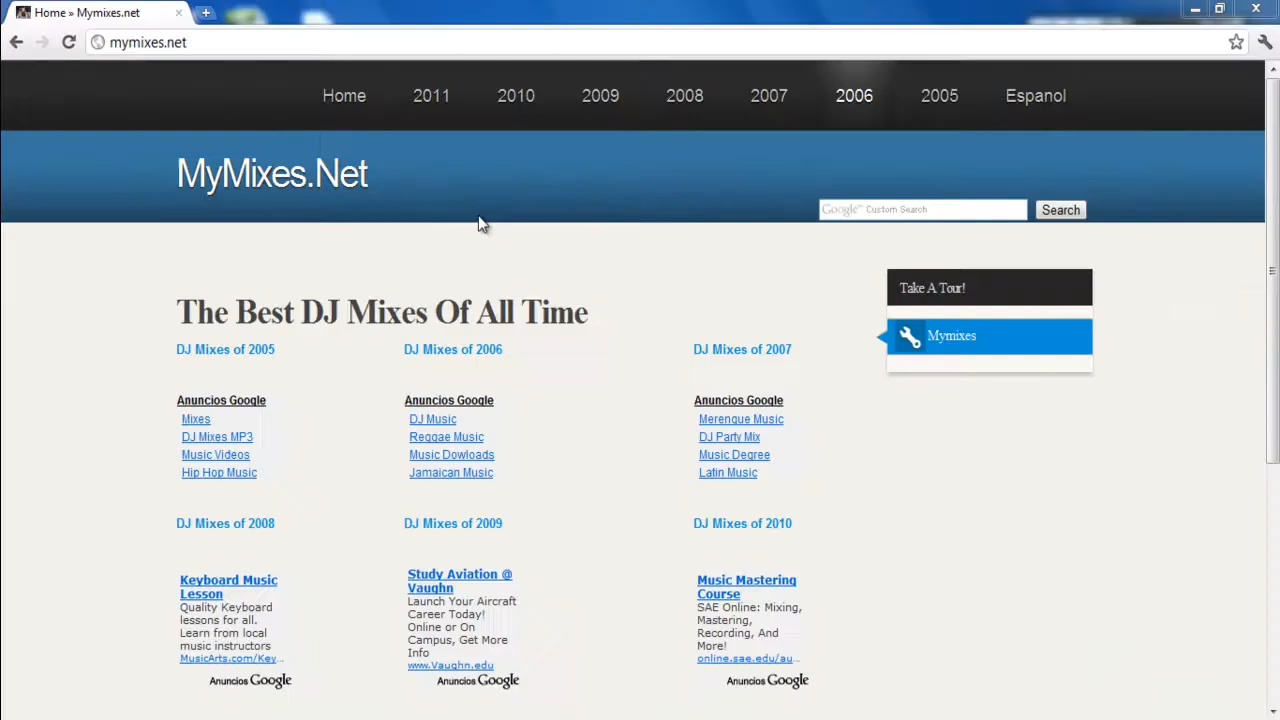 Home » Mymixes.net
mymixes.net
Home 2011 2010 2009 2008 2007 2006 2005 Espanol
MyMixes.Net
Google™ Custom Search Search
The Best DJ Mixes Of All Time
Take A Tour!
Mymixes
DJ Mixes of 2005
Anuncios Google
Mixes
DJ Mixes MP3
Music Videos
Hip Hop Music
DJ Mixes of 2006
Anuncios Google
DJ Music
Reggae Music
Music Dowloads
Jamaican Music
DJ Mixes of 2007
Anuncios Google
Merengue Music
DJ Party Mix
Music Degree
Latin Music
DJ Mixes of 2008
Keyboard Music
Lesson
Quality Keyboard
lessons for all.
Learn from local
music instructors
MusicArts.com/Key...
Anuncios Google
DJ Mixes of 2009
Study Aviation @
Vaughn
Launch Your Aircraft
Career Today!
Online or On
Campus, Get More
Info
www.Vaughn.edu
Anuncios Google
DJ Mixes of 2010
Music Mastering
Course
SAE Online: Mixing,
Mastering,
Recording, And
More!
online.sae.edu/au...
Anuncios Google